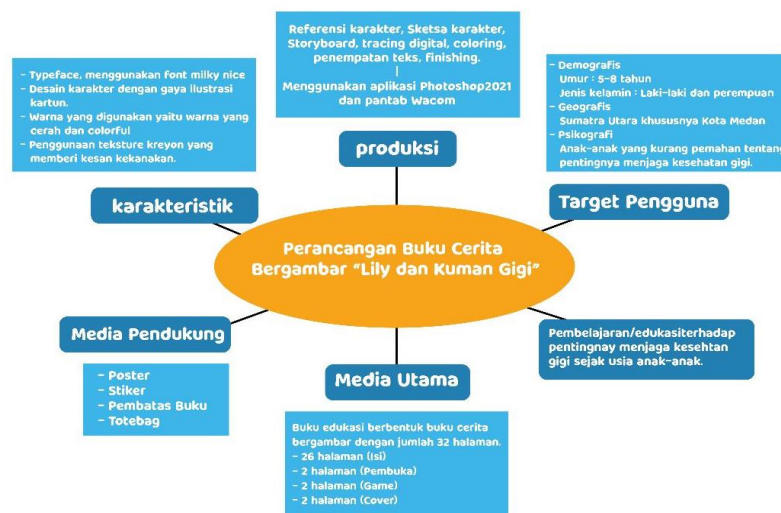 Referensi karakter, Sketsa karakter,
Storyboard, tracing digital, coloring,
penempatan teks, finishing.
|
Menggunakan aplikasi Photoshop2021
dan pantab Wacom
produksi
- Typeface, menggunakan font milky nice
- Desain karakter dengan gaya ilustrasi
kartun.
- Warna yang digunakan yaitu warna yang
cerah dan colorful
- Penggunaan teksture kreyon yang
memberi kesan kekanakan.
karakteristik
- Demografis
Umur : 5-8 tahun
Jenis kelamin : Laki-laki dan perempuan
- Geografis
Sumatra Utara khususnya Kota Medan
- Psikografi
Anak-anak yang kurang pemahan tentang
pentingnya menjaga kesehatan gigi.
Target Pengguna
Perancangan Buku Cerita
Bergambar "Lily dan Kuman Gigi"
Media Pendukung
- Poster
- Stiker
- Pembatas Buku
- Totebag
Media Utama
Buku edukasi berbentuk buku cerita
bergambar dengan jumlah 32 halaman.
- 26 halaman (Isi)
- 2 halaman (Pembuka)
- 2 halaman (Game)
- 2 halaman (Cover)
Pembelajaran/edukasiterhadap
pentingnay menjaga kesehtan
gigi sejak usia anak-anak.